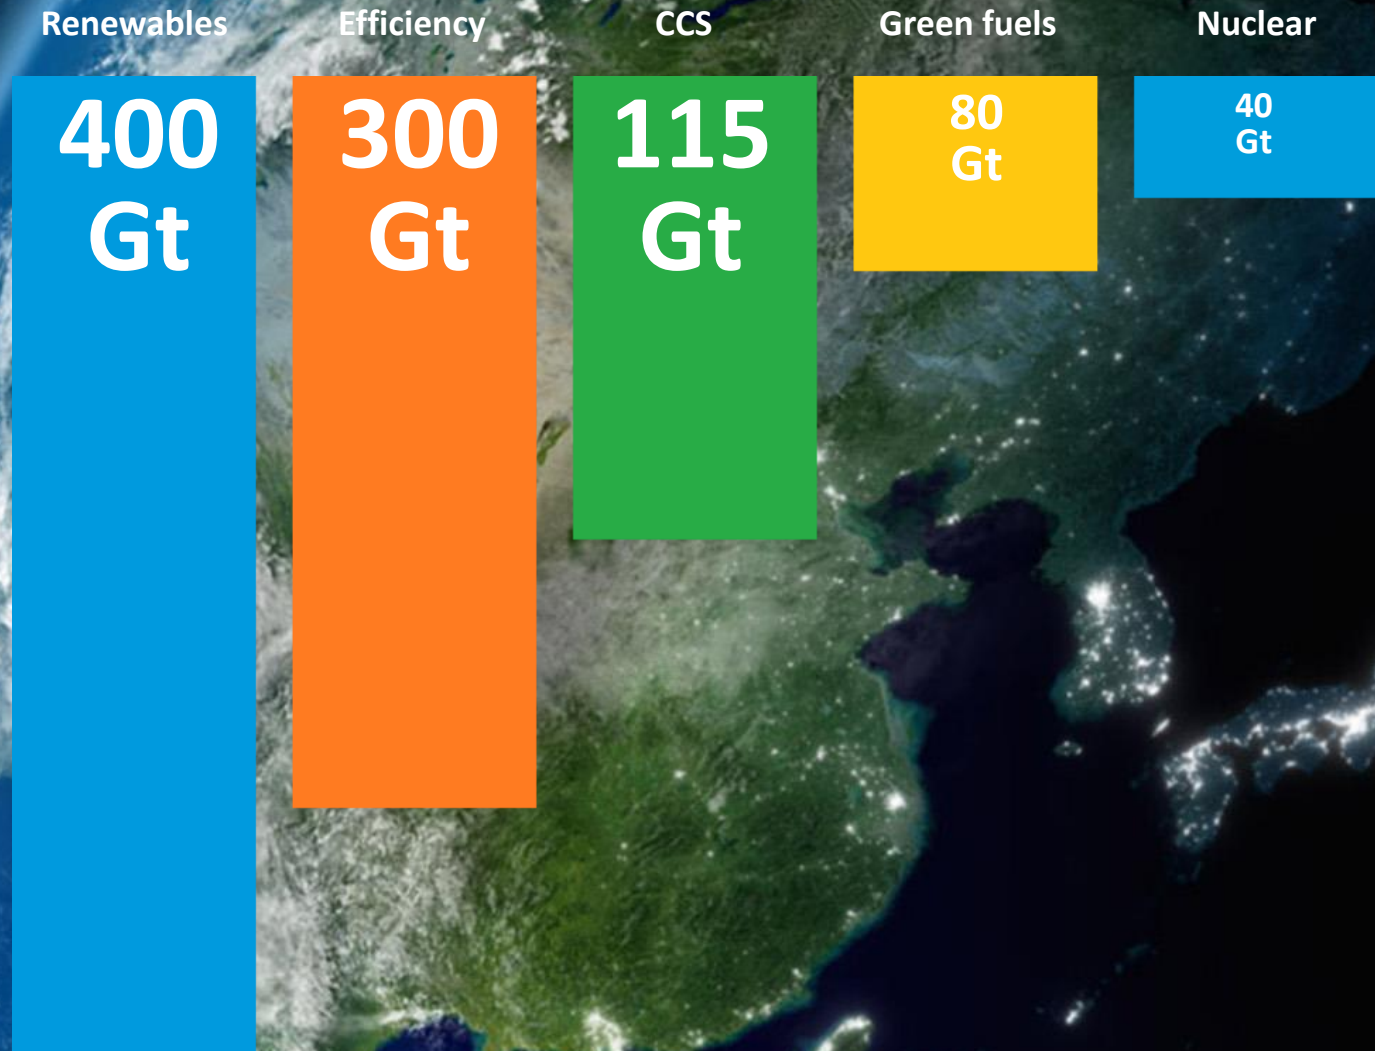 Renewables
Efficiency
CCS
Green fuels
Nuclear
400
Gt
300
Gt
115
Gt
80
Gt
40
Gt